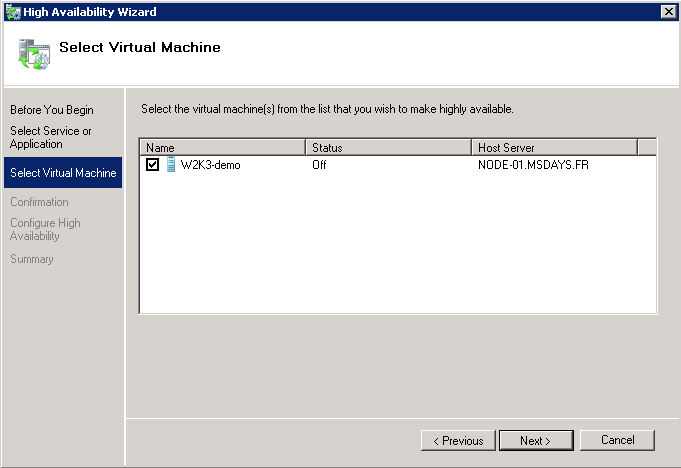 High Availability Wizard
Select Virtual Machine
Before You Begin
Select Service or
Application
Select Virtual Machine
Confirmation
Configure High
Availability
Summary
Select the virtual machine(s) from the list that you wish to make highly available.
Name Status Host Server
W2K3-demo Off NODE-01.MSDAYS.FR
< Previous Next > Cancel